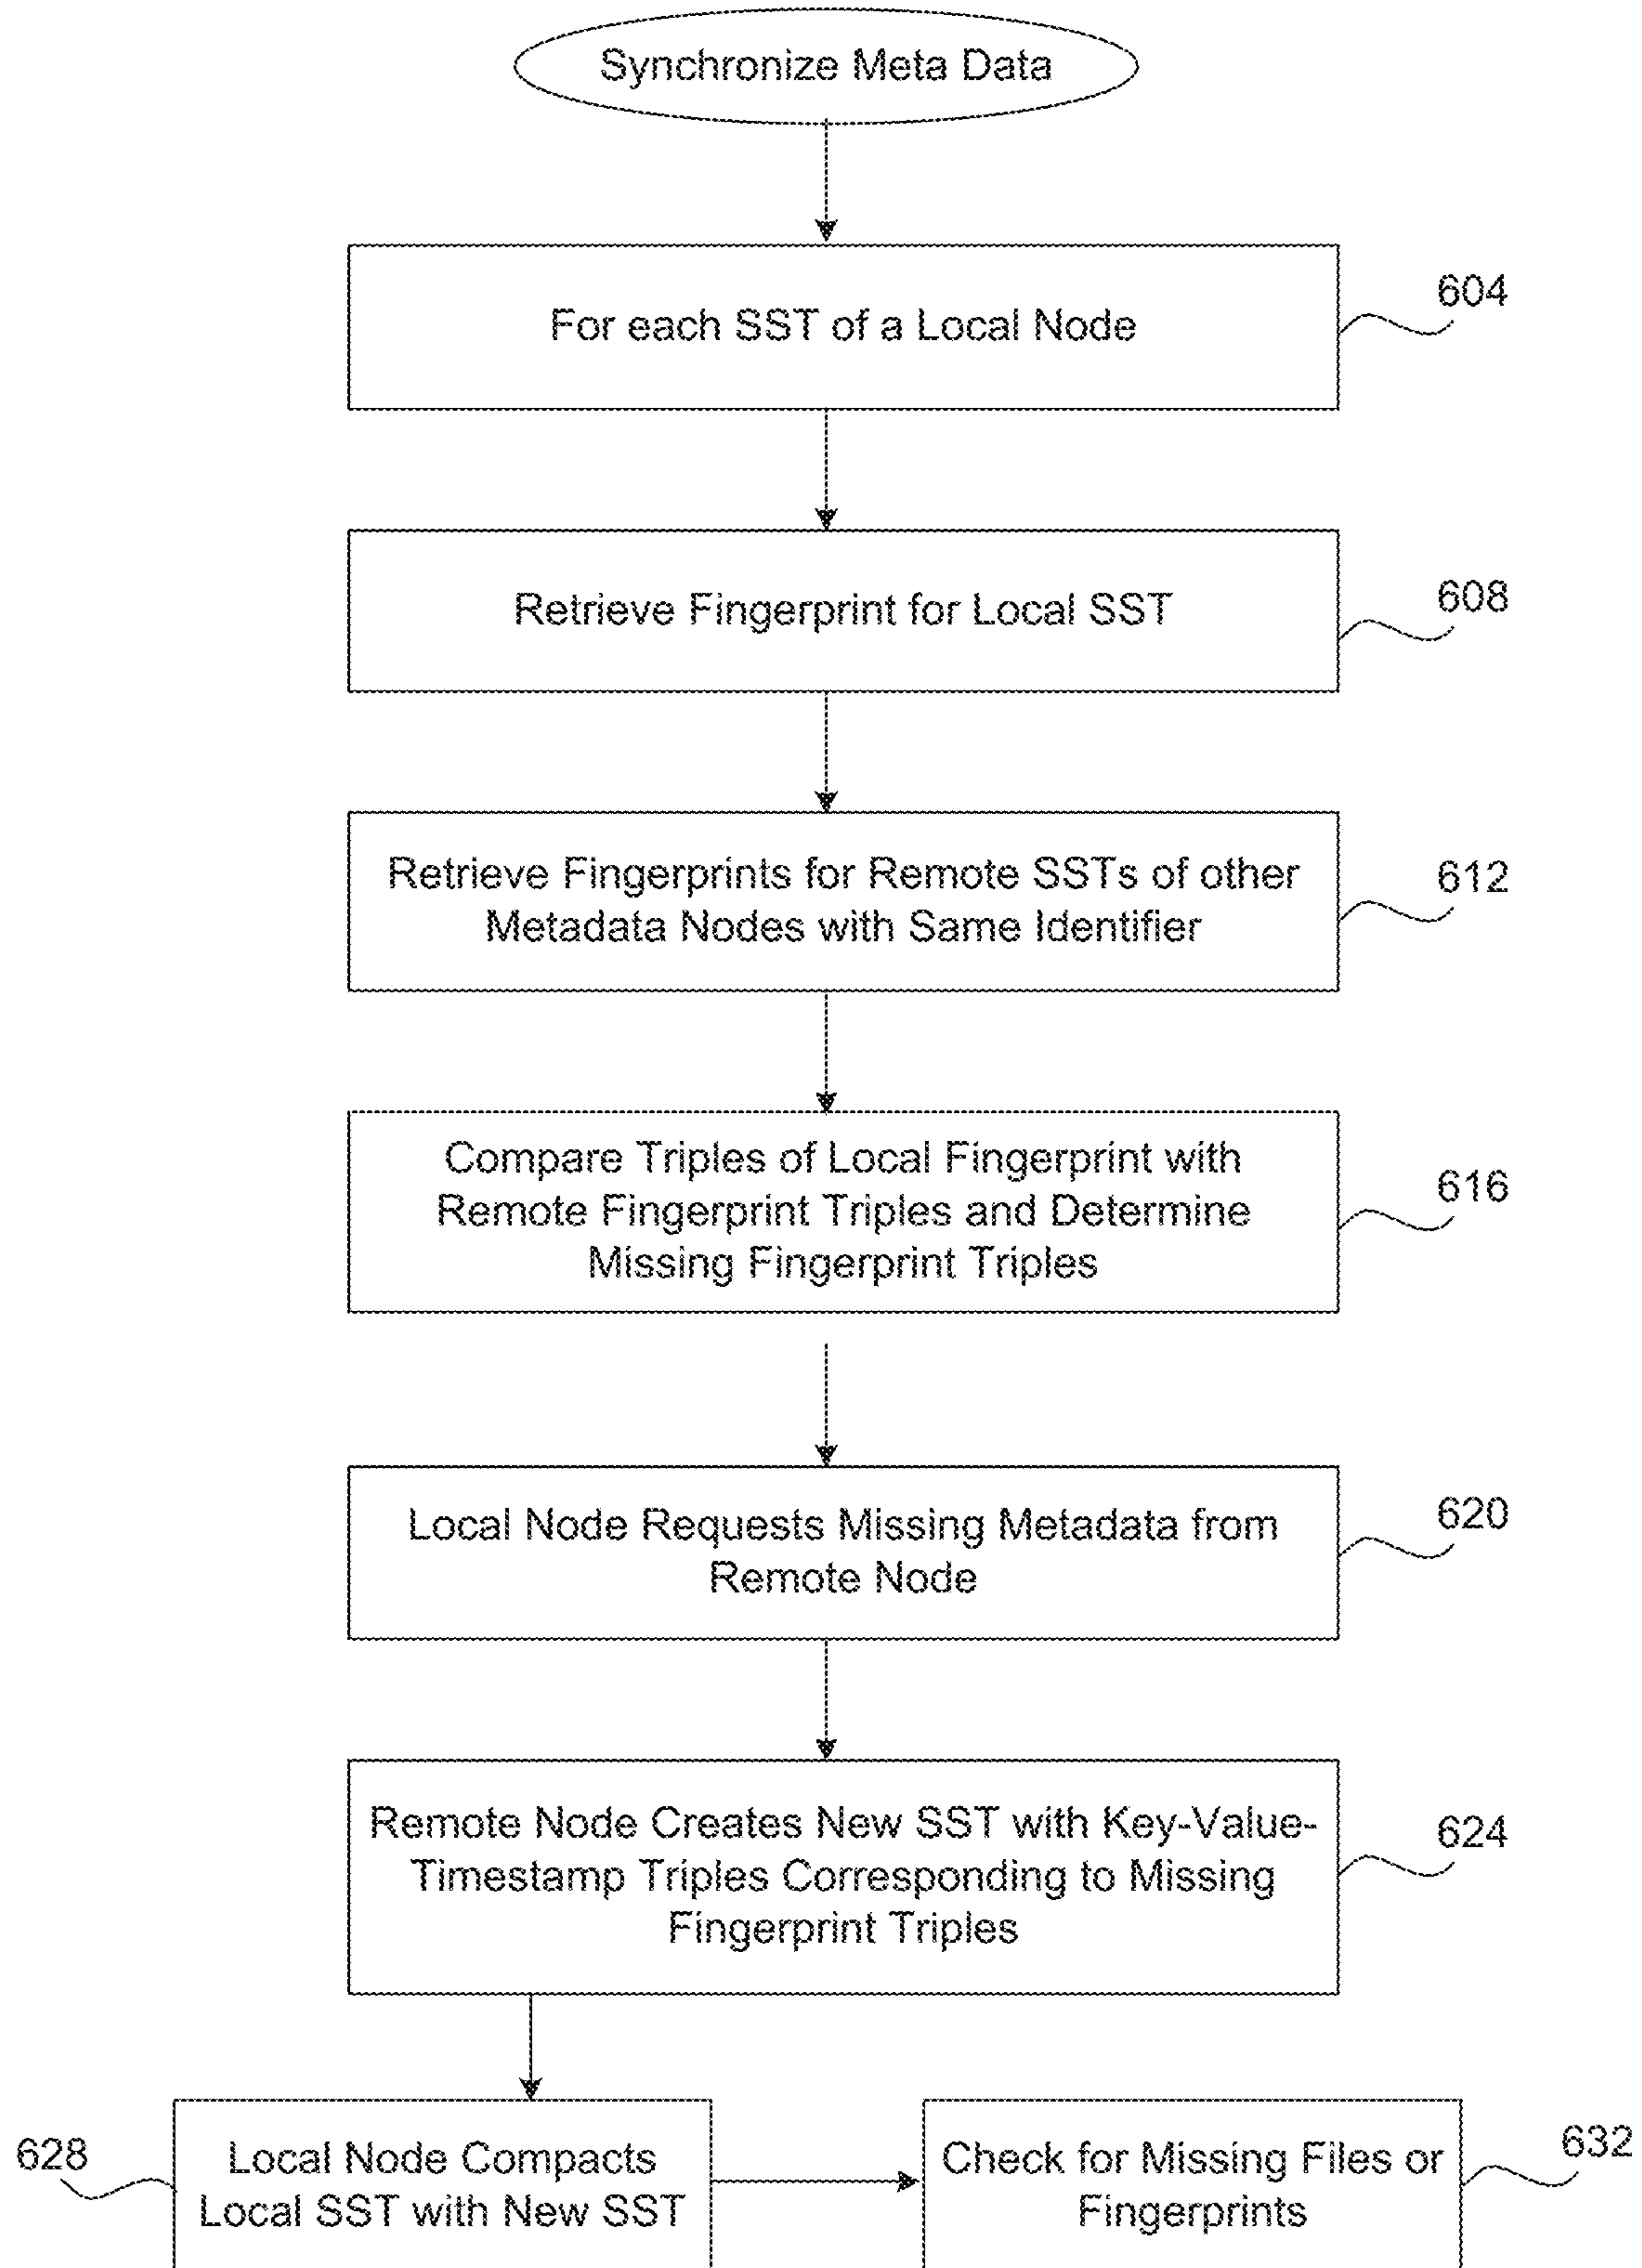 Synchronize Meta Data
For each SST of a Local Node
604
Retrieve Fingerprint for Local SST
608
Retrieve Fingerprints for Remote SSTs of other
Metadata Nodes with Same Identifier
612
Compare Triples of Local Fingerprint with
Remote Fingerprint Triples and Determine
Missing Fingerprint Triples
616
Local Node Requests Missing Metadata from
Remote Node
620
Remote Node Creates New SST with Key-Value-
Timestamp Triples Corresponding to Missing
Fingerprint Triples
624
628
Local Node Compacts
Local SST with New SST
Check for Missing Files or
Fingerprints
632